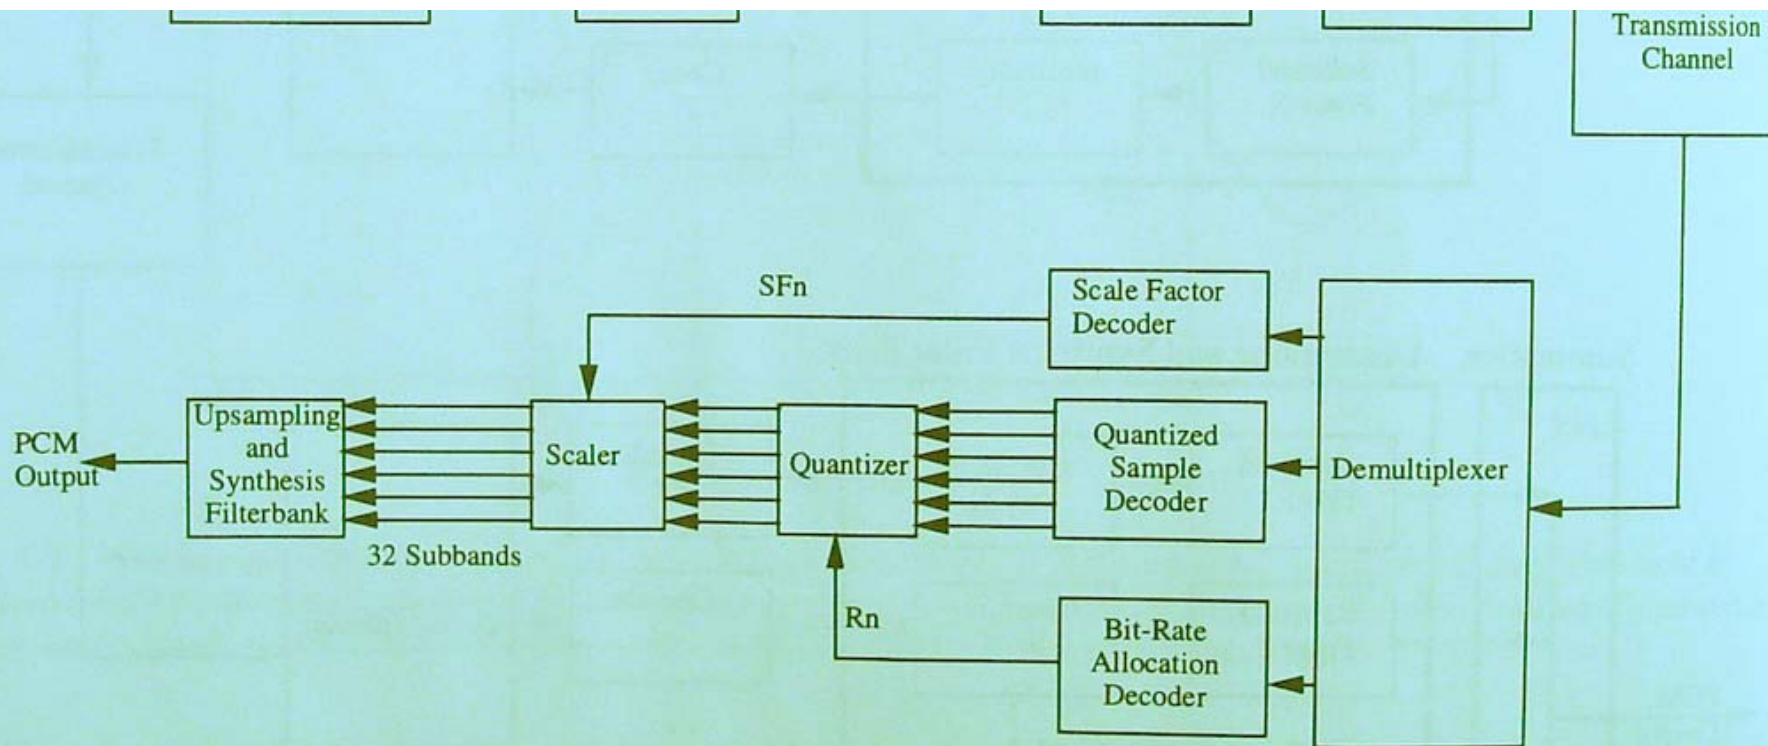 Transmission
Channel
SFn
Scale Factor
Decoder
PCM
Output
Upsampling
and
Synthesis
Filterbank
Scaler
Quantizer
Quantized
Sample
Decoder
Demultiplexer
32 Subbands
Rn
Bit-Rate
Allocation
Decoder